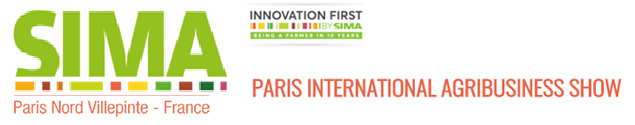 SIMA
Paris Nord Villepinte - France
INNOVATION FIRST
BY SIMA
BEING A FARMER IN 10 YEARS
PARIS INTERNATIONAL AGRIBUSINESS SHOW